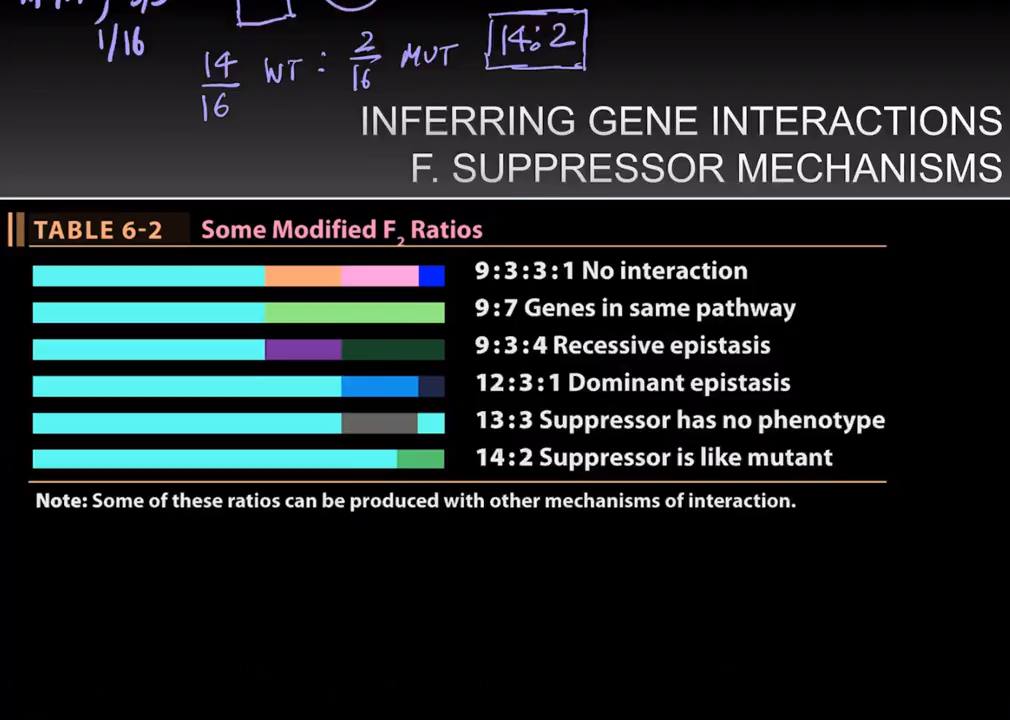 1/16
14/16 WT : 2/16 MUT 14:2
INFERRING GENE INTERACTIONS
F. SUPPRESSOR MECHANISMS
TABLE 6-2 Some Modified F2 Ratios
9:3:3:1 No interaction
9:7 Genes in same pathway
9:3:4 Recessive epistasis
12:3:1 Dominant epistasis
13:3 Suppressor has no phenotype
14:2 Suppressor is like mutant
Note: Some of these ratios can be produced with other mechanisms of interaction.